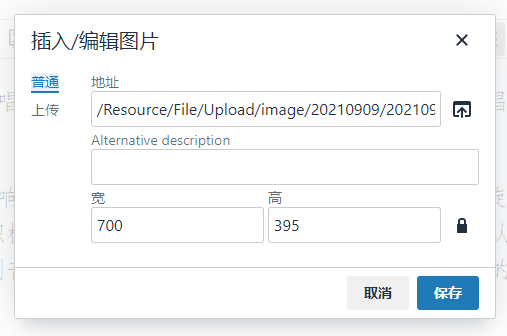 插入/编辑图片
普通
地址
上传
/Resource/File/Upload/image/20210909/202109
Alternative description
宽
高
700
395
取消
保存